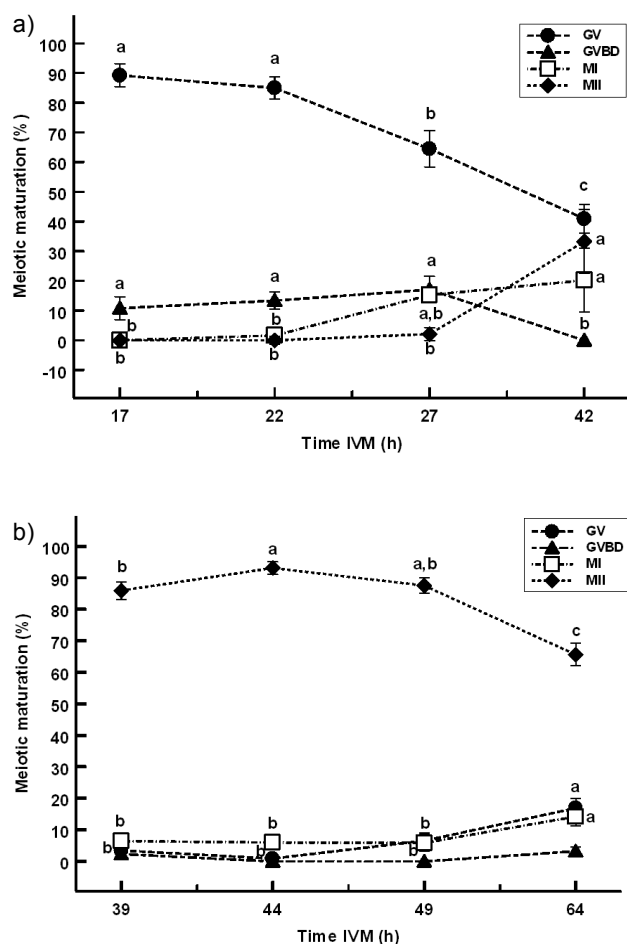 a)
GV
GVBD
MI
MII
Meiotic maturation (%)
100
90
80
70
60
50
40
30
20
10
0
-10
a
a
b
c
a
a
a
a
a
b
b
b
a,b
b
b
b
17
22
27
42
Time IVM (h)
b)
GV
GVBD
MI
MII
Meiotic maturation (%)
100
90
80
70
60
50
40
30
20
10
0
b
a
a,b
c
b
b
b
a
a
b
b
b
39
44
49
64
Time IVM (h)